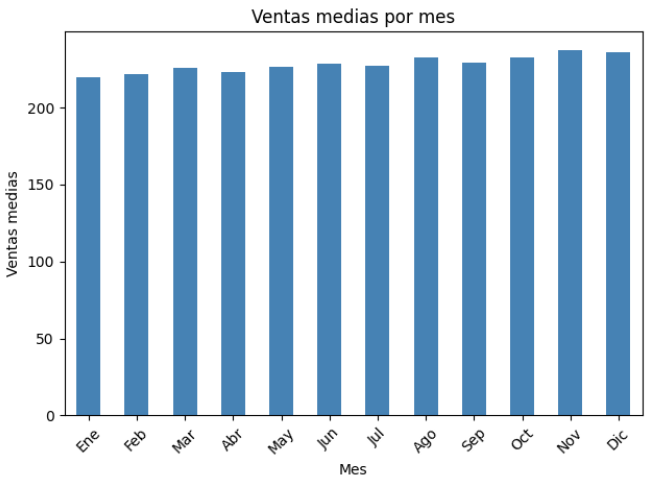 Ventas medias por mes
Ventas medias
200
150
100
50
0
Ene
Feb
Mar
Abr
May
Jun
Jul
Ago
Sep
Oct
Nov
Dic
Mes